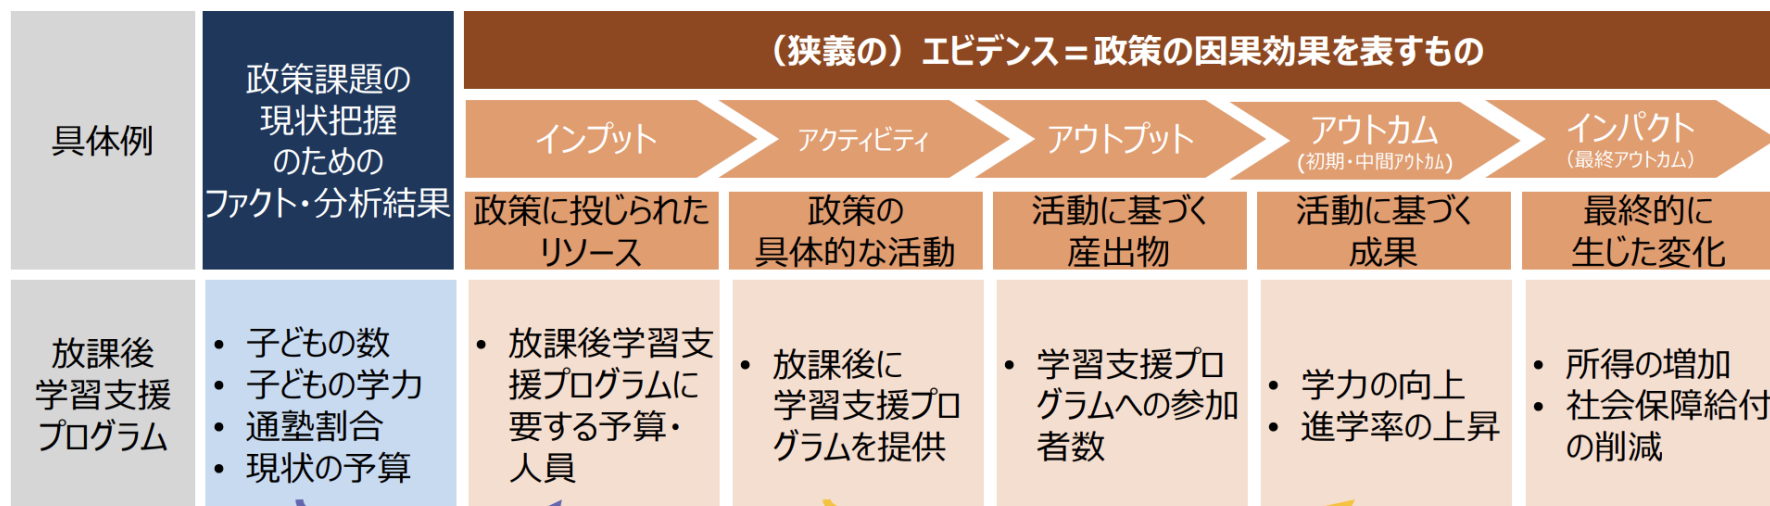 具体例
政策課題の
現状把握
のための
ファクト・分析結果
（狭義の）エビデンス＝政策の因果効果を表すもの
インプット
アクティビティ
アウトプット
アウトカム
(初期・中間アウトカム)
インパクト
（最終アウトカム）
政策に投じられた
リソース
政策の
具体的な活動
活動に基づく
産出物
活動に基づく
成果
最終的に
生じた変化
放課後
学習支援
プログラム
• 子どもの数
• 子どもの学力
• 通塾割合
• 現状の予算
• 放課後学習支
援プログラムに
要する予算・
人員
• 放課後に
学習支援プロ
グラムを提供
• 学習支援プロ
グラムへの参加
者数
• 学力の向上
• 進学率の上昇
• 所得の増加
• 社会保障給付
の削減